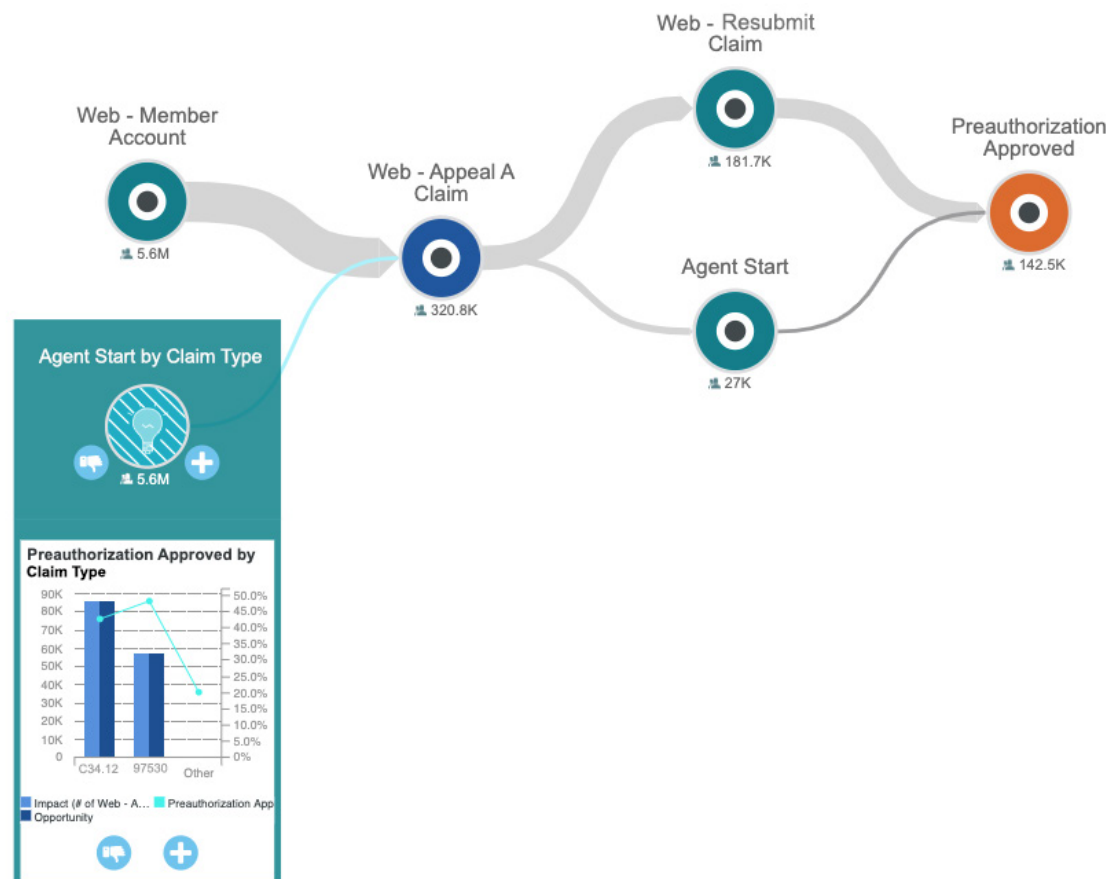 Web - Member
Account
5.6M
Web - Appeal A
Claim
320.8K
Web - Resubmit
Claim
181.7K
Agent Start
27K
Preauthorization
Approved
142.5K
Agent Start by Claim Type
5.6M
Preauthorization Approved by
Claim Type
90K
80K
70K
60K
50K
40K
30K
20K
10K
0
50.0%
45.0%
40.0%
35.0%
30.0%
25.0%
20.0%
15.0%
10.0%
5.0%
0%
C34.12 97530 Other
Impact (# of Web - A... Preauthorization App
Opportunity